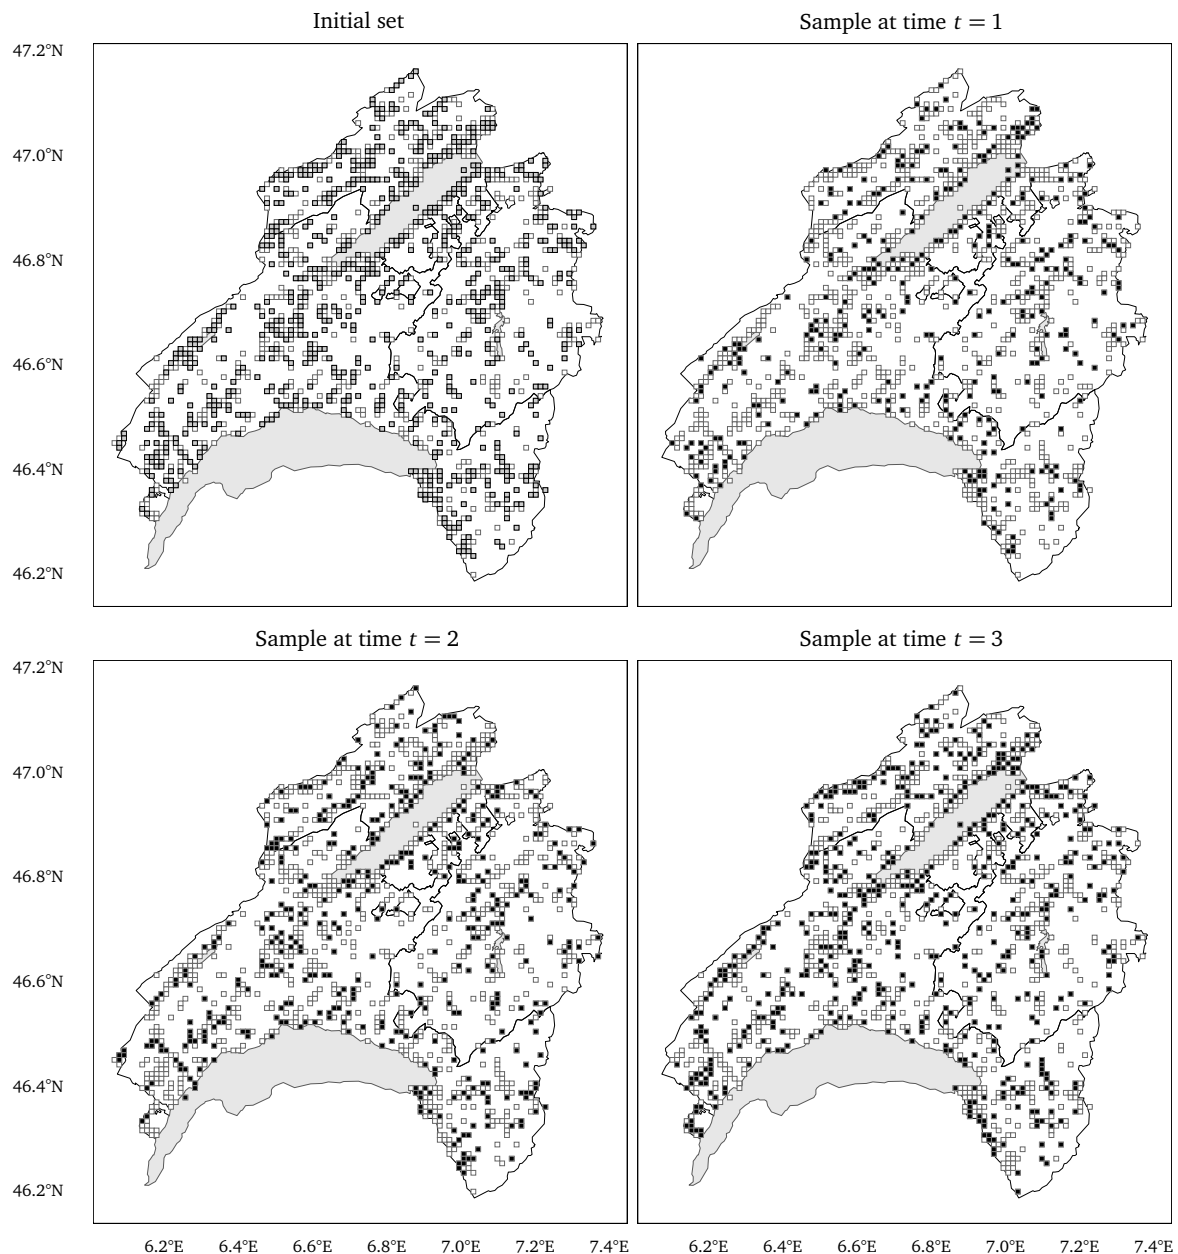 Initial set
Sample at time t = 1
47.2°N
47.0°N
46.8°N
46.6°N
46.4°N
46.2°N
Sample at time t = 2
Sample at time t = 3
47.2°N
47.0°N
46.8°N
46.6°N
46.4°N
46.2°N
6.2°E 6.4°E 6.6°E 6.8°E 7.0°E 7.2°E 7.4°E
6.2°E 6.4°E 6.6°E 6.8°E 7.0°E 7.2°E 7.4°E